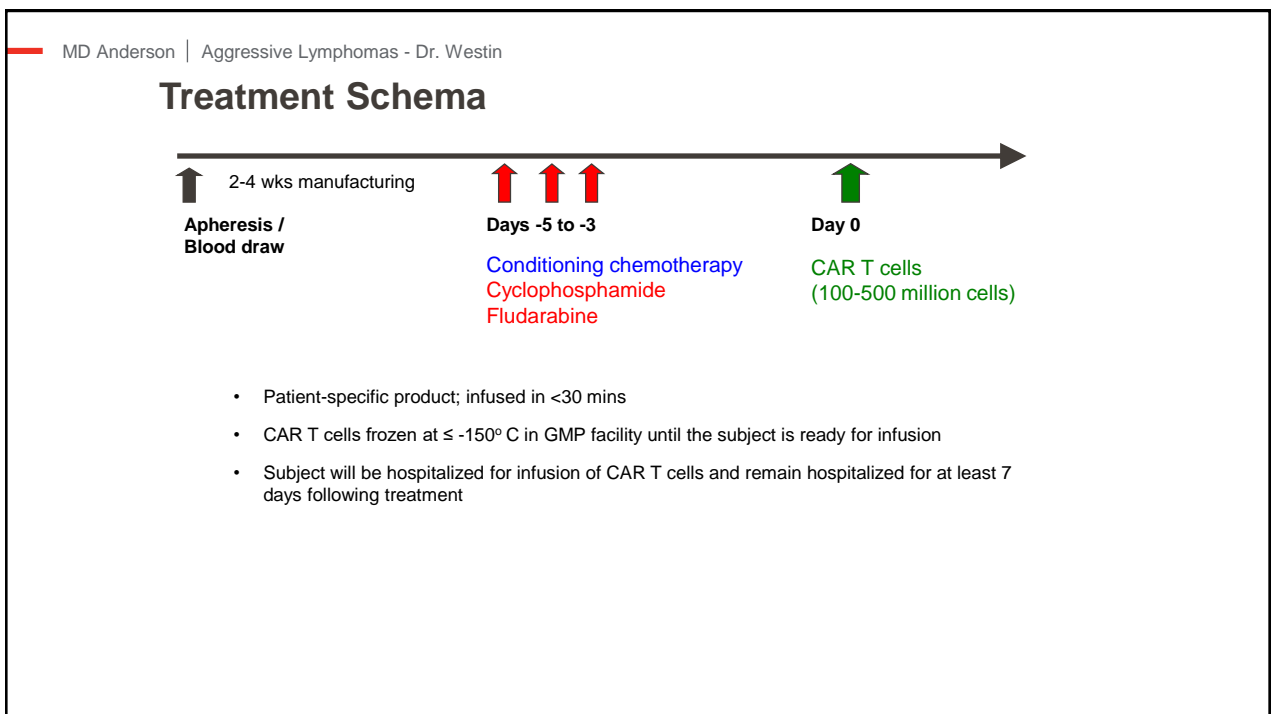 MD Anderson | Aggressive Lymphomas - Dr. Westin
Treatment Schema
2-4 wks manufacturing
Apheresis /
Blood draw
Days -5 to -3
Conditioning chemotherapy
Cyclophosphamide
Fludarabine
Day 0
CAR T cells
(100-500 million cells)
• Patient-specific product; infused in <30 mins
• CAR T cells frozen at ≤ -150º C in GMP facility until the subject is ready for infusion
• Subject will be hospitalized for infusion of CAR T cells and remain hospitalized for at least 7
days following treatment